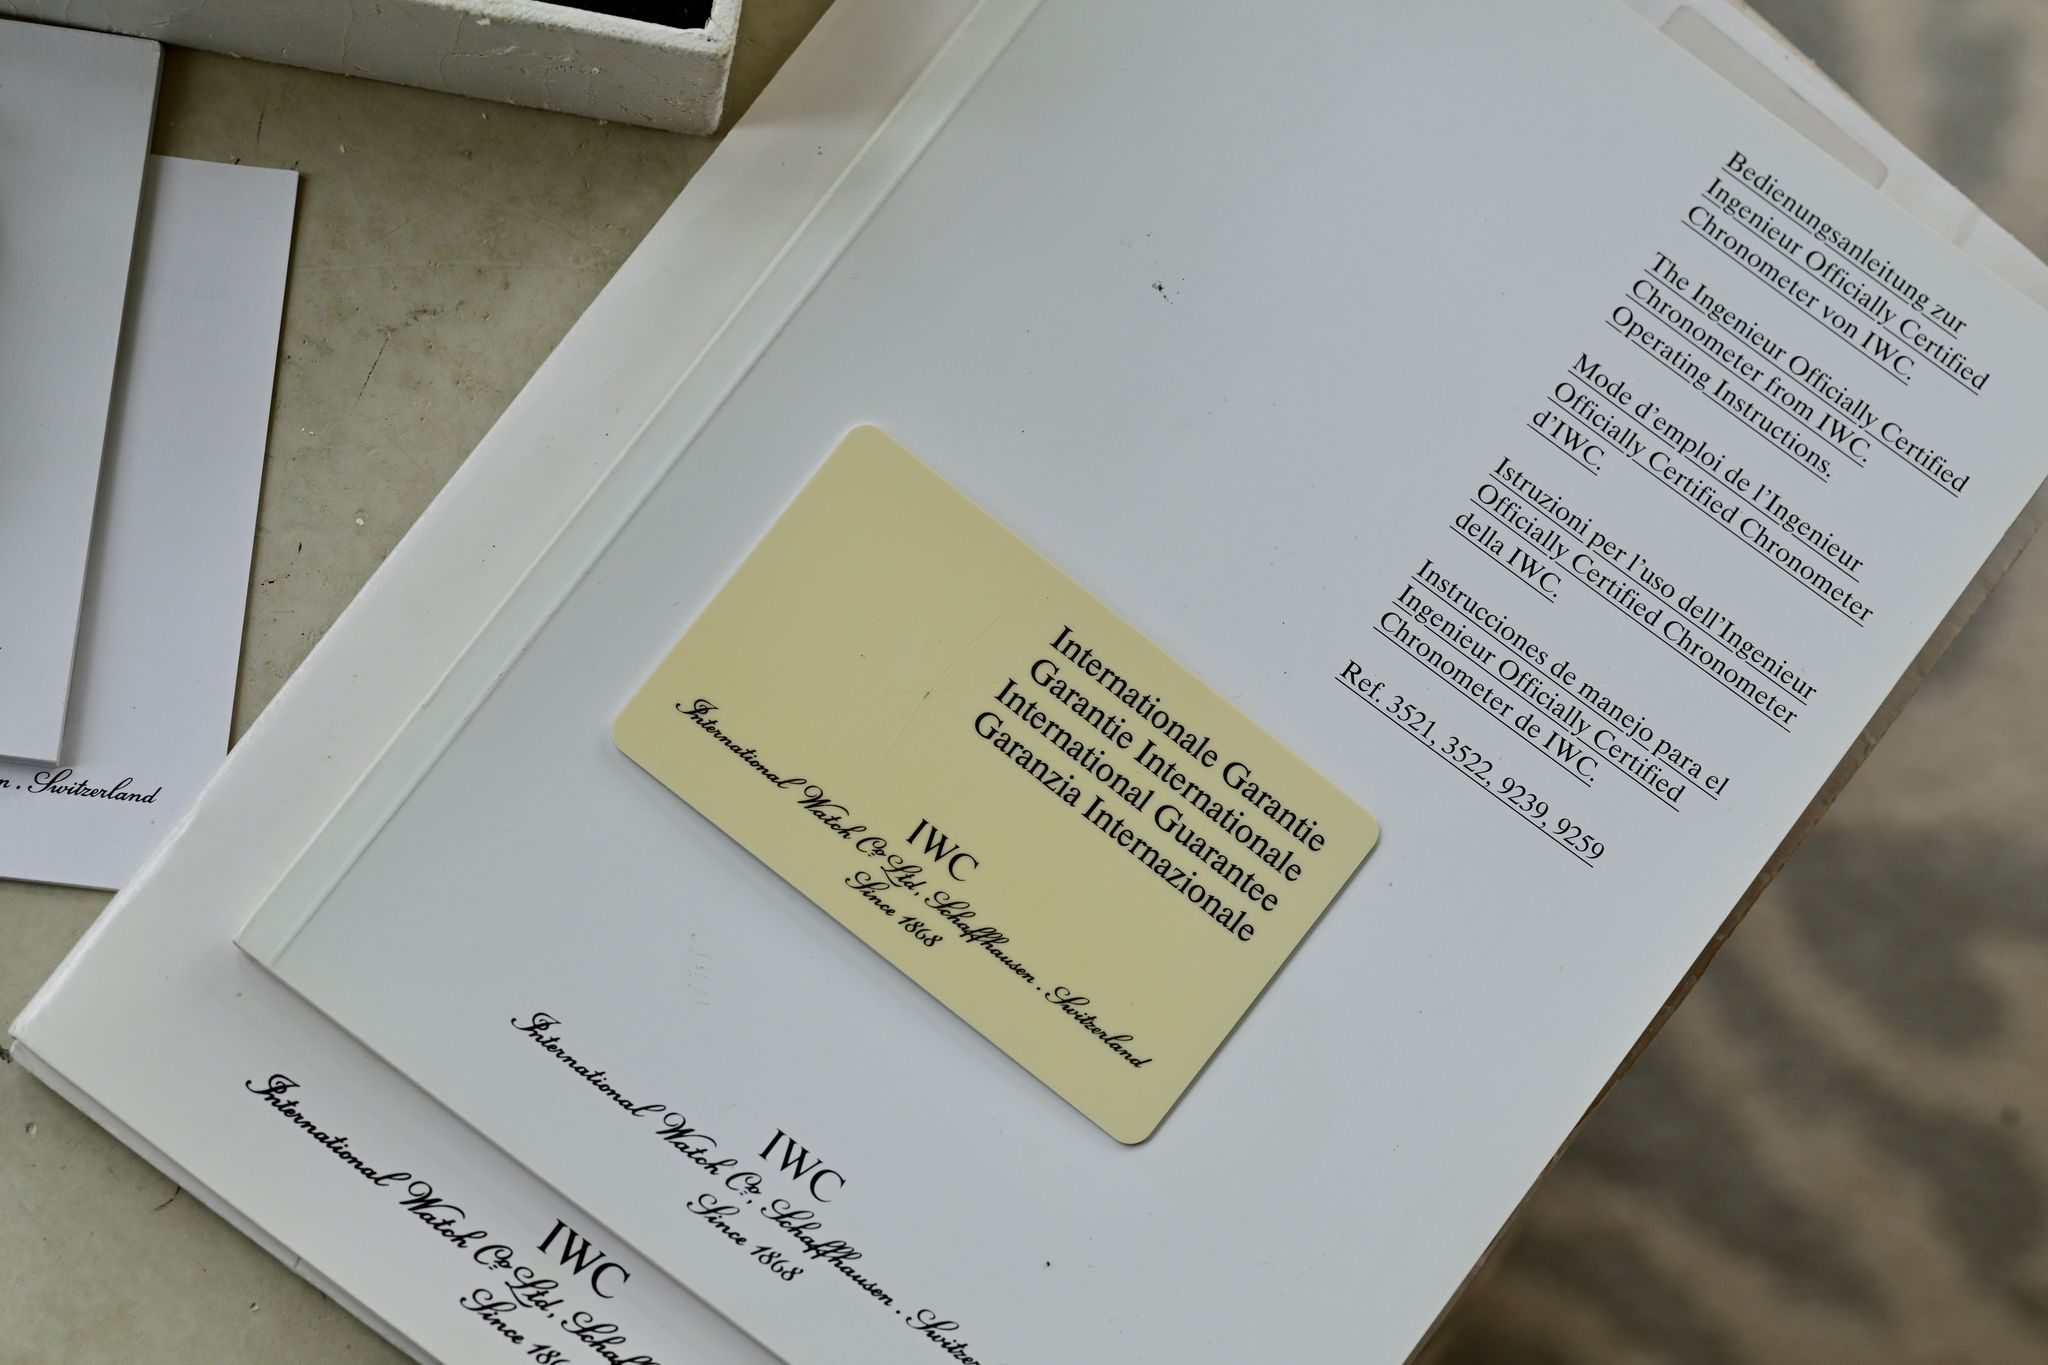 Bedienungsanleitung zur
Ingenieur Officially Certified
Chronometer von IWC.
The Ingenieur Officially Certified
Chronometer from IWC.
Operating Instructions.
Mode d'emploi de l'Ingenieur
Officially Certified Chronometer
d'IWC.
Istruzioni per l'uso dell'Ingenieur
Officially Certified Chronometer
della IWC.
Instrucciones de manejo para el
Ingenieur Officially Certified
Chronometer de IWC.
Ref. 3521, 3522, 9239, 9259
Internationale Garantie
Garantie Internationale
International Guarantee
Garanzia Internazionale
IWC
International Watch Co. Ltd, Schaffhausen . Switzerland
Since 1868
IWC
International Watch Co., Schaffhausen .
Since 1868
IWC
International Watch Co. Ltd,
Since
. Switzerland